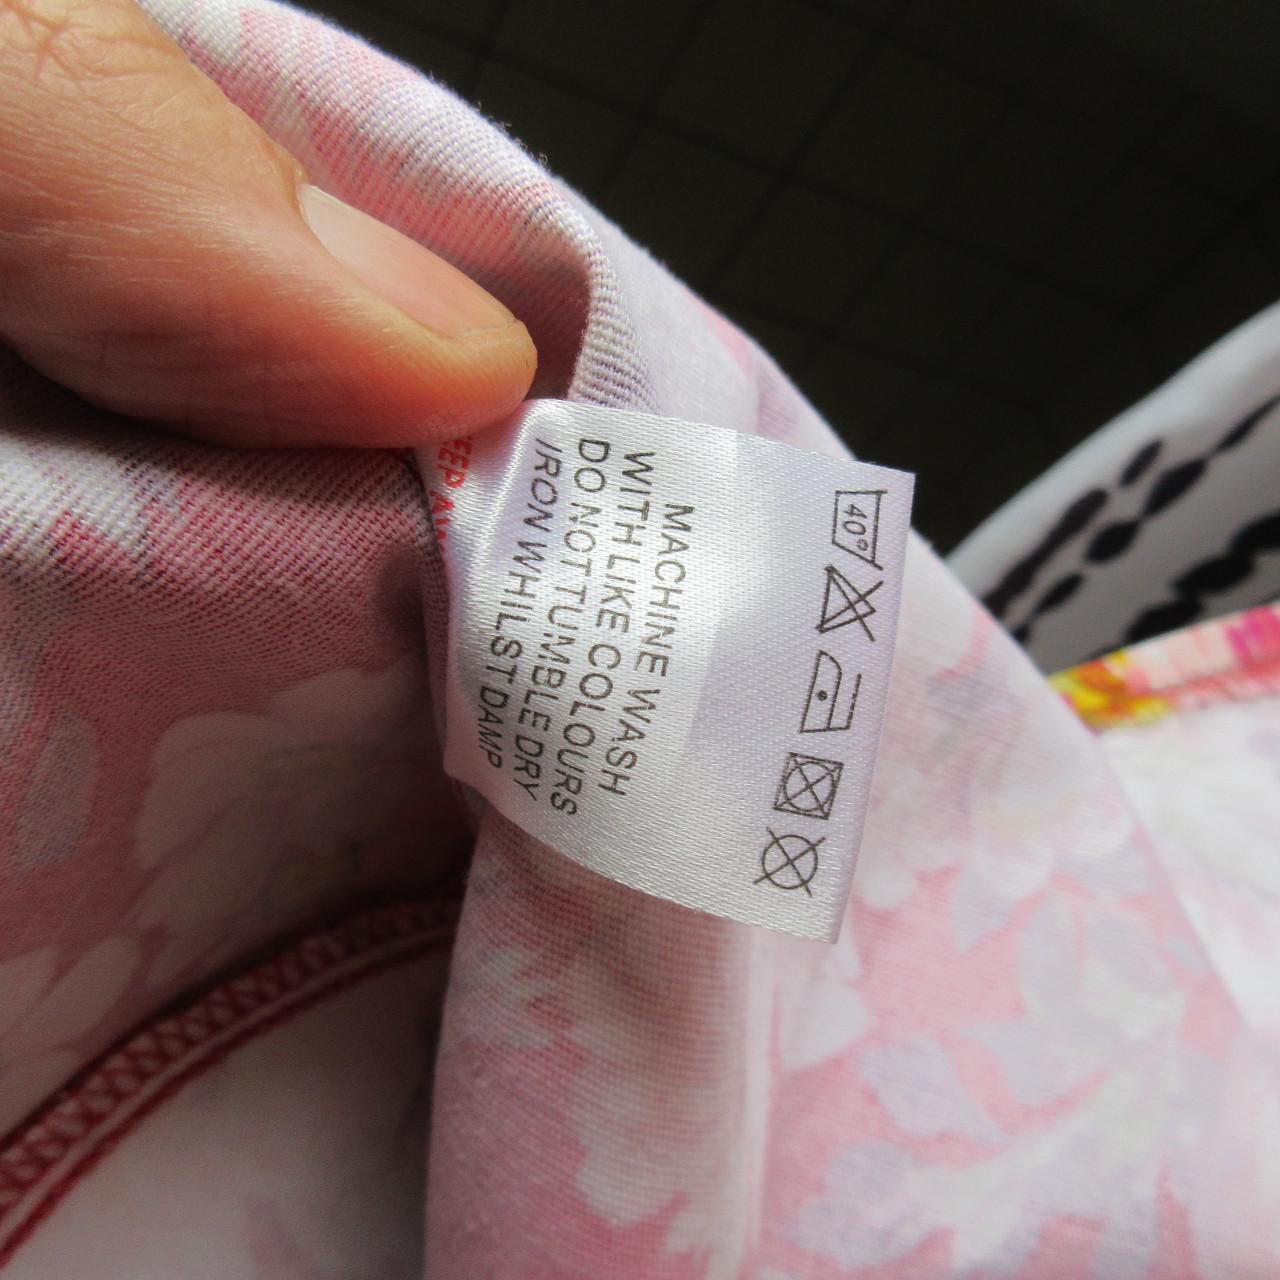 40°
MACHINE WASH
WITH LIKE COLOURS
DO NOT TUMBLE DRY
IRON WHILST DAMP